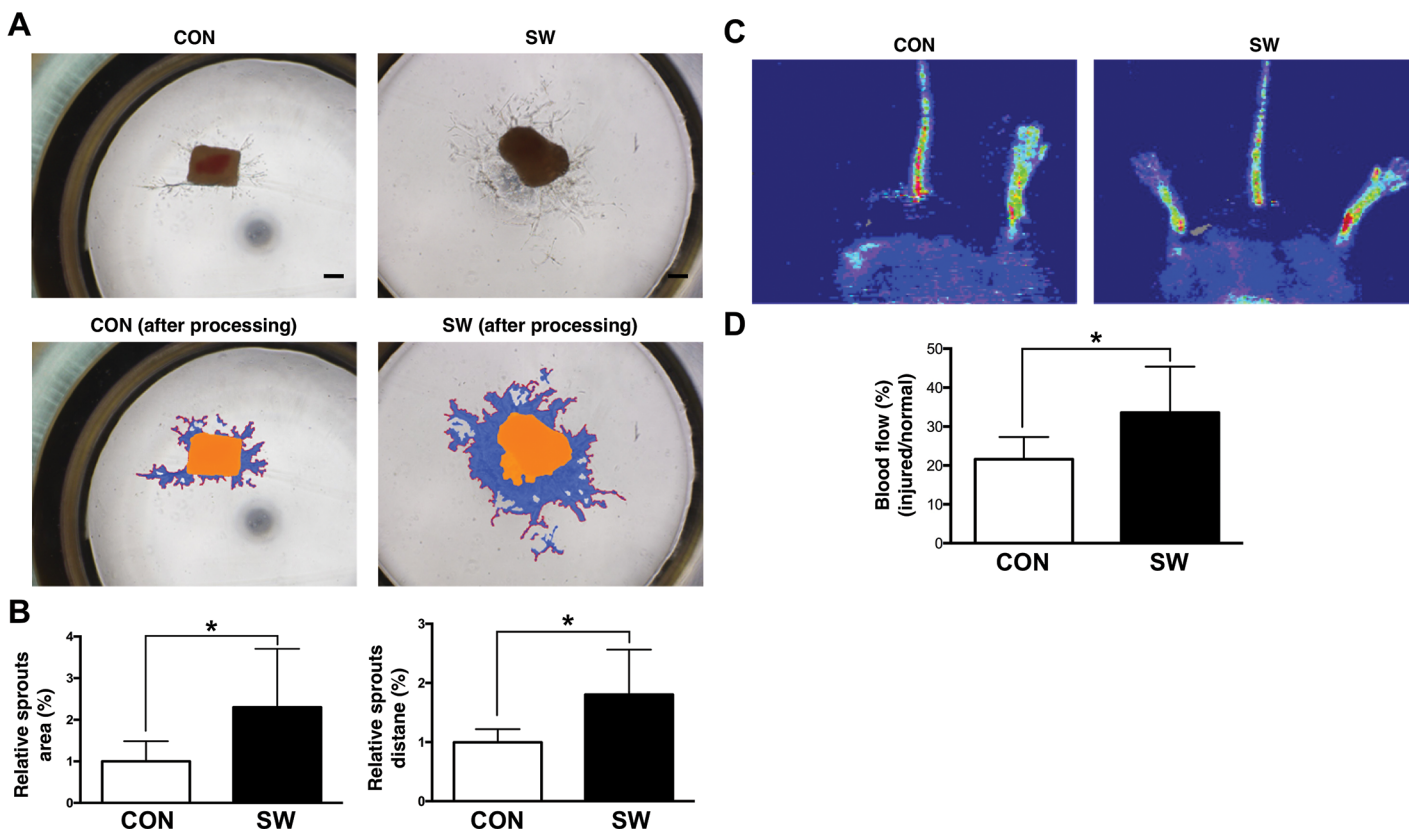 A
CON
SW
CON (after processing)
SW (after processing)
B
Relative sprouts
area (%)
4
3
2
1
0
CON
SW
*
Relative sprouts
distane (%)
3
2
1
0
CON
SW
*
C
CON
SW
D
Blood flow (%)
(injured/normal)
50
40
30
20
10
0
CON
SW
*